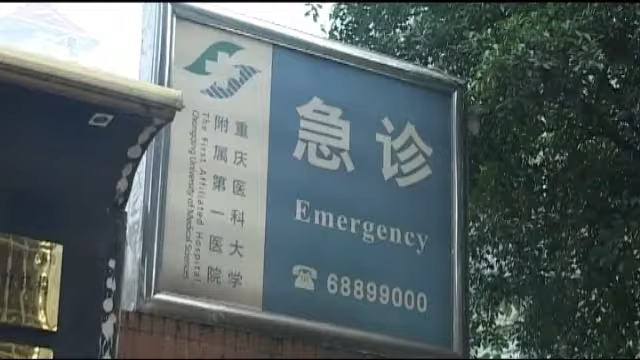 重庆医科大学
附属第一医院
The First Affiliated Hospital,
Chongqing University of Medical Sciences
急诊
Emergency
☎ 68899000